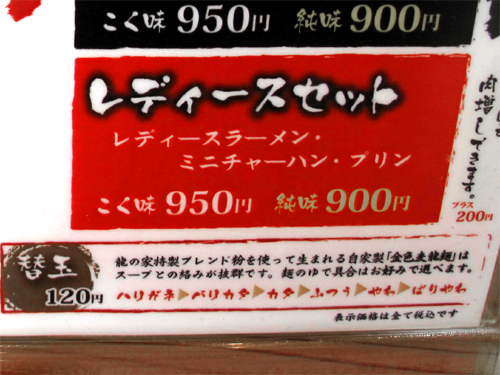 こく味 950円 純味 900円
レディースセット
レディースラーメン・
ミニチャーハン・プリン
こく味 950円 純味 900円
肉増しできます。
プラス
200円
替玉
120円
龍の家特製ブレンド粉を使って生まれる自家製「金色麦龍麺」は
スープとの絡みが抜群です。麺のゆで具合はお好みで選べます。
ハリガネ▶バリカタ▶カタ▶ふつう▶やわ▶ばりやわ
表示価格は全て税込です